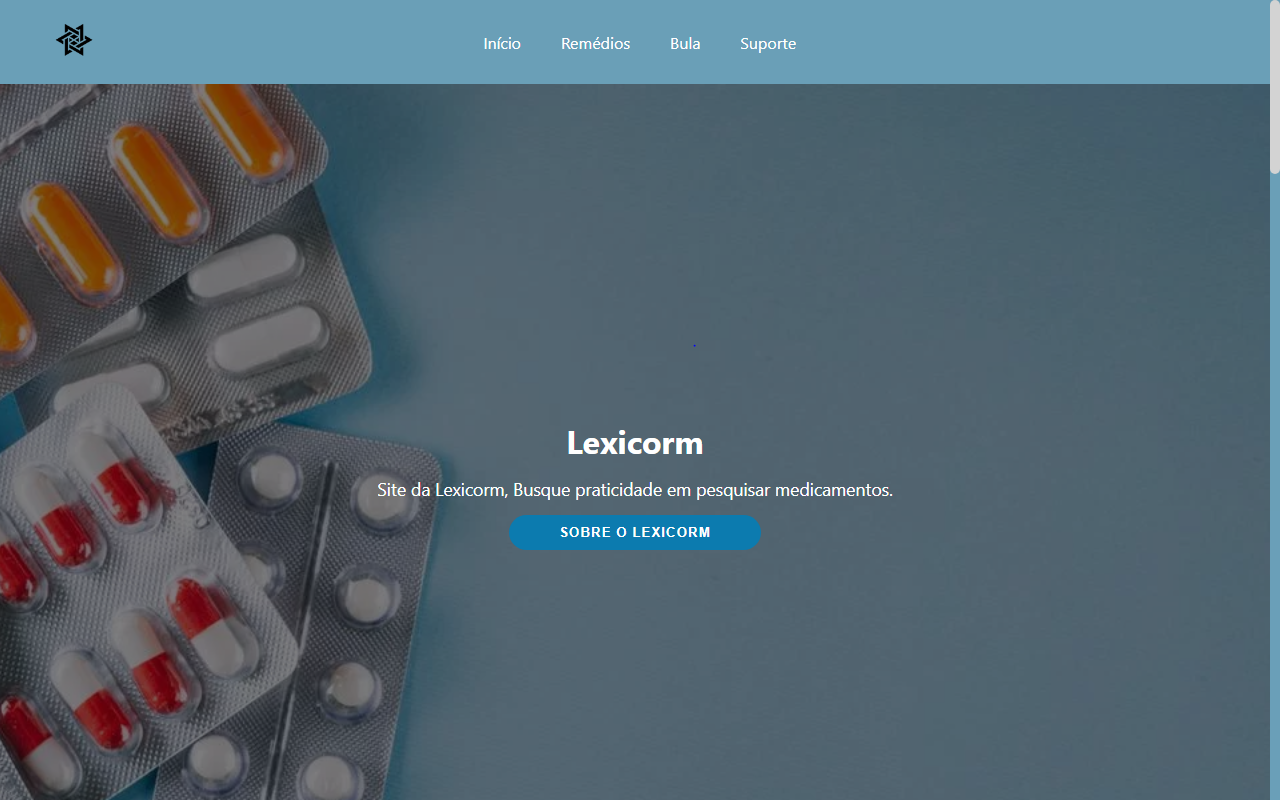 Início Remédios Bula Suporte
Lexicorm
Site da Lexicorm, Busque praticidade em pesquisar medicamentos.
SOBRE O LEXICORM